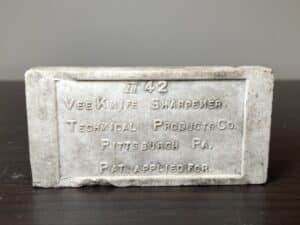 # 42
VEE KNIFE SHARPENER.
TECHNICAL PRODUCTS CO.
PITTSBURGH PA.
PAT. APPLIED FOR.